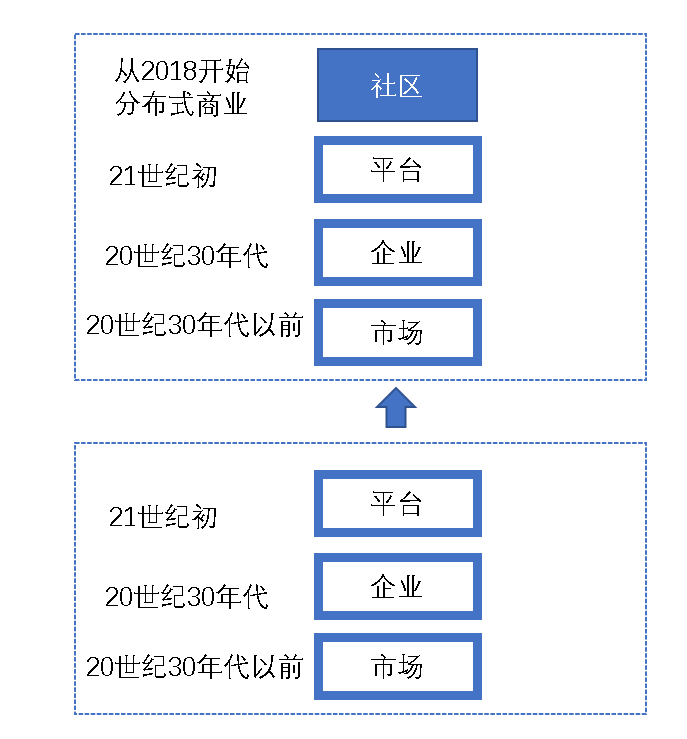 从2018开始
分布式商业
社区
21世纪初
平台
20世纪30年代
企业
20世纪30年代以前
市场
21世纪初
平台
20世纪30年代
企业
20世纪30年代以前
市场